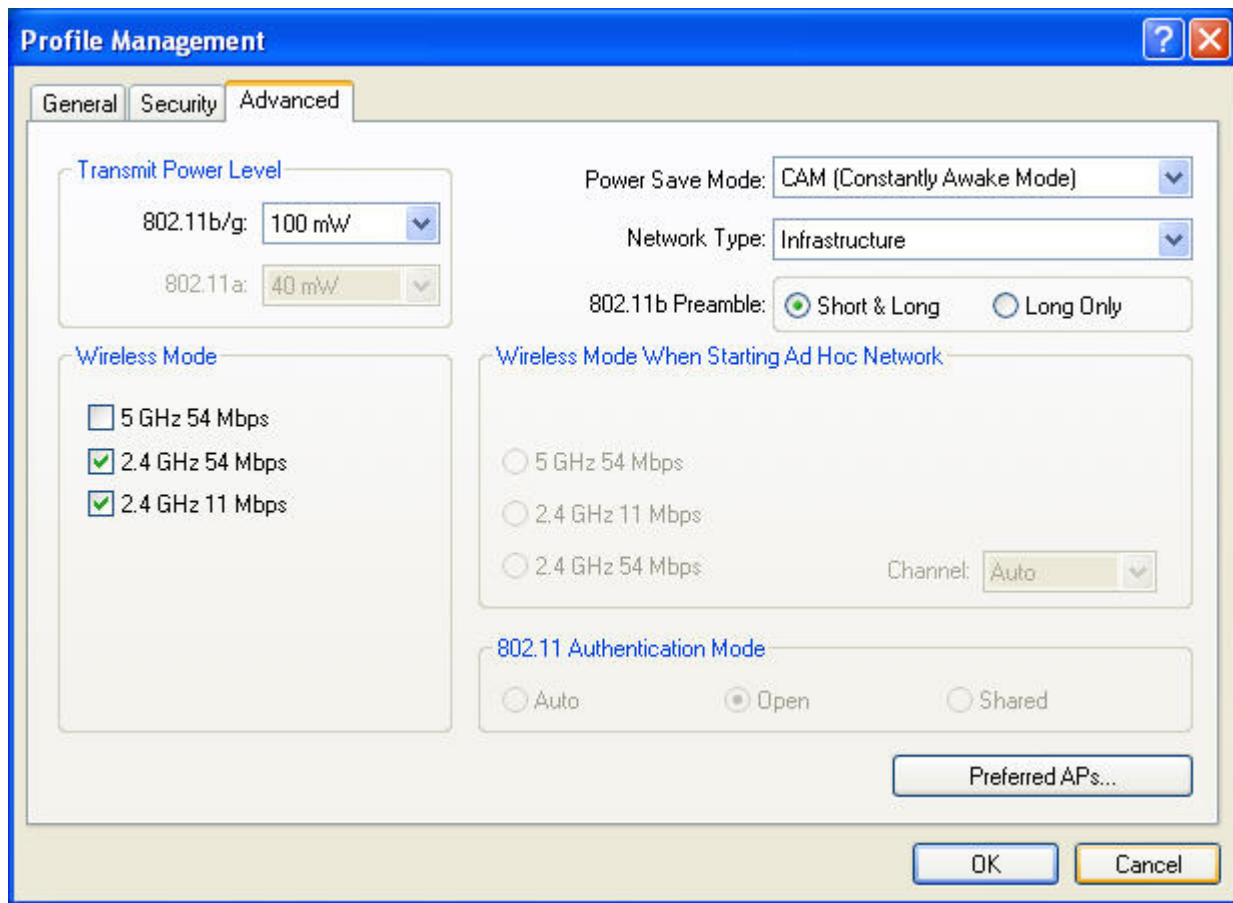 Profile Management
General Security Advanced
Transmit Power Level
802.11b/g: 100 mW
802.11a: 40 mW
Power Save Mode: CAM (Constantly Awake Mode)
Network Type: Infrastructure
802.11b Preamble: Short & Long Long Only
Wireless Mode
5 GHz 54 Mbps
2.4 GHz 54 Mbps
2.4 GHz 11 Mbps
Wireless Mode When Starting Ad Hoc Network
5 GHz 54 Mbps
2.4 GHz 11 Mbps
2.4 GHz 54 Mbps Channel: Auto
802.11 Authentication Mode
Auto Open Shared
Preferred APs...
OK Cancel